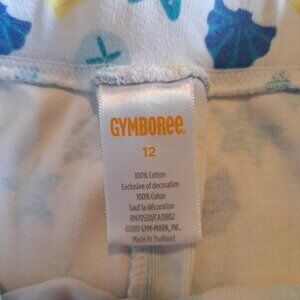 GYMBOREE.
12
100% Cotton
Exclusive of decoration
100% Coton
Sauf la décoration
RN70530/CA31102
©2011 GYM-MARK, INC.
Made in Thailand